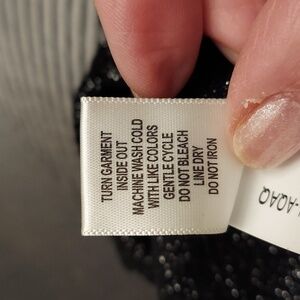 TURN GARMENT
INSIDE OUT
MACHINE WASH COLD
WITH LIKE COLORS
GENTLE CYCLE
DO NOT BLEACH
LINE DRY
DO NOT IRON
-AQAQ